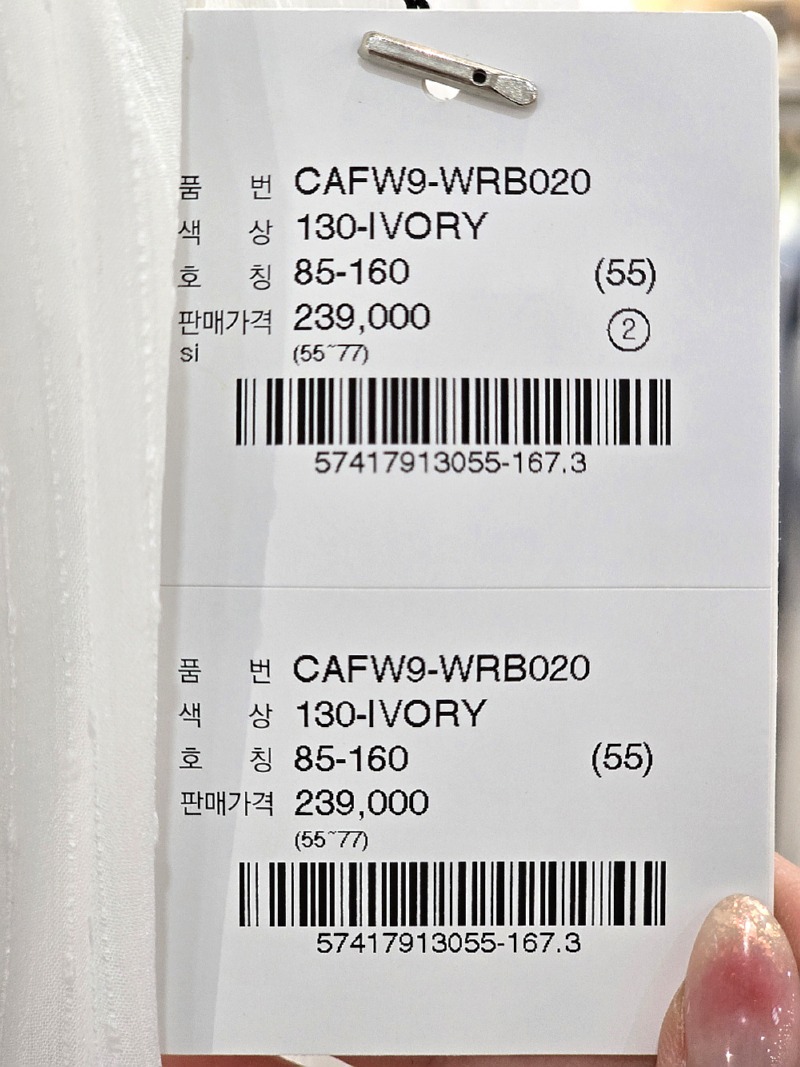 품 번 CAFW9-WRB020
색 상 130-IVORY
호 칭 85-160 (55)
판매가격 239,000 ②
si (55~77)
57417913055-167.3
품 번 CAFW9-WRB020
색 상 130-IVORY
호 칭 85-160 (55)
판매가격 239,000
(55~77)
57417913055-167.3